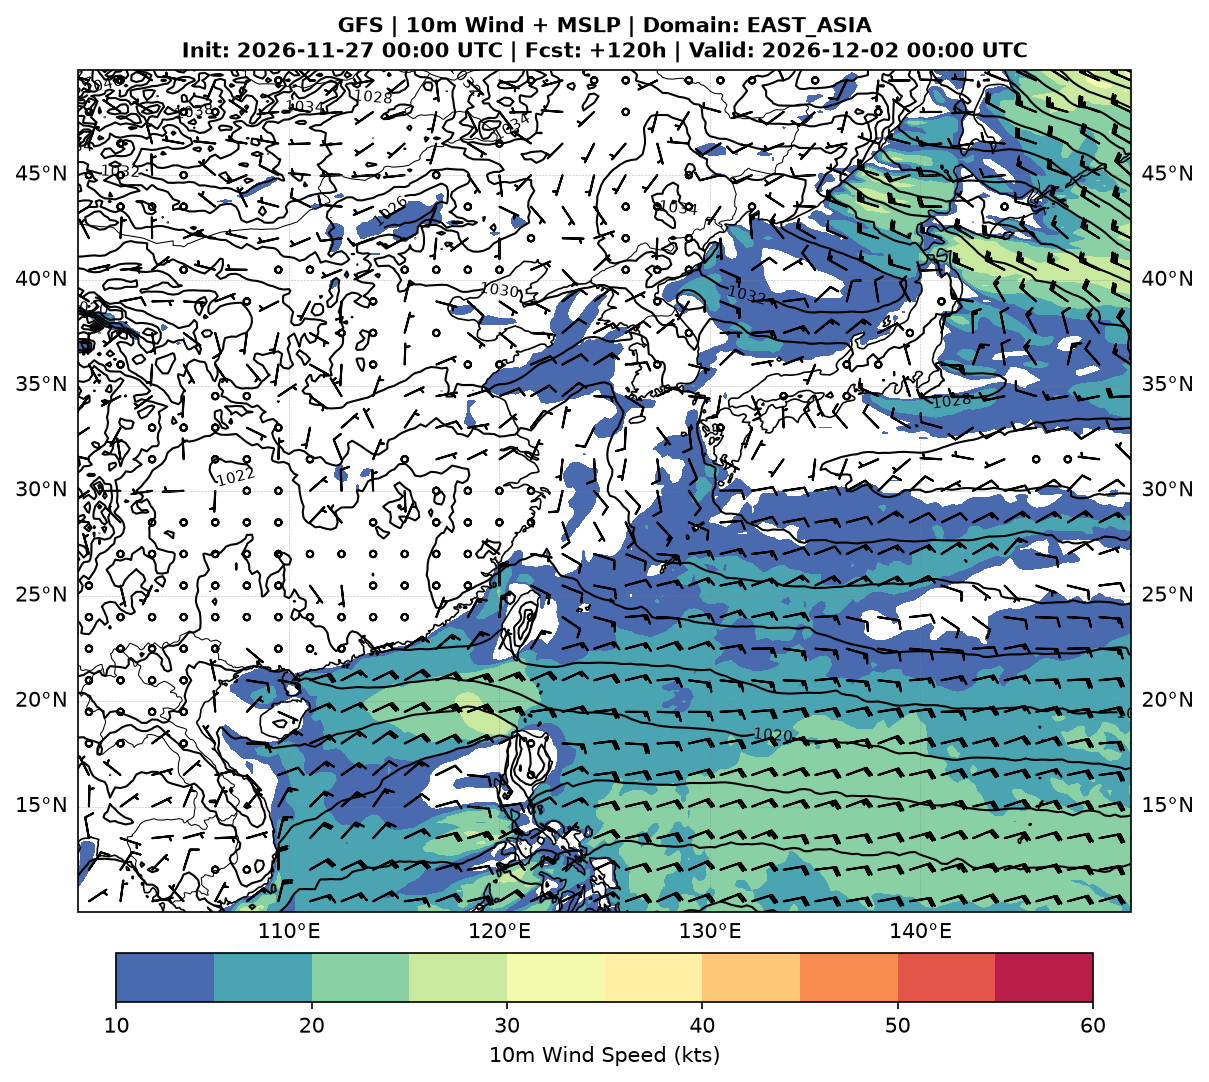 GFS | 10m Wind + MSLP | Domain: EAST_ASIA
Init: 2026-11-27 00:00 UTC | Fcst: +120h | Valid: 2026-12-02 00:00 UTC
1028
1034
1034
1032
1026
1034
45°N
45°N
1030
1032
40°N
40°N
1028
35°N
35°N
1022
30°N
30°N
25°N
25°N
20°N
20°N
1020
15°N
15°N
110°E
120°E
130°E
140°E
10
20
30
40
50
60
10m Wind Speed (kts)